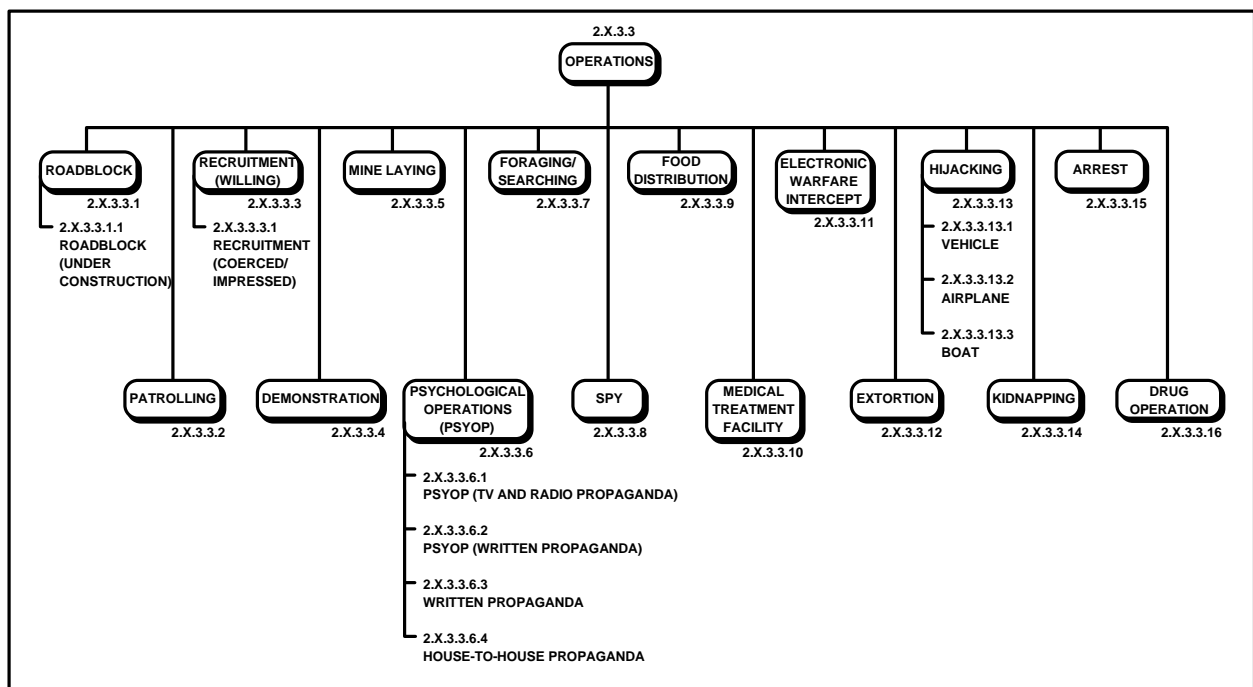 2.X.3.3
OPERATIONS
ROADBLOCK
2.X.3.3.1
2.X.3.3.1.1
ROADBLOCK
(UNDER
CONSTRUCTION)
PATROLLING
2.X.3.3.2
RECRUITMENT
(WILLING)
2.X.3.3.3
2.X.3.3.3.1
RECRUITMENT
(COERCED/
IMPRESSED)
DEMONSTRATION
2.X.3.3.4
MINE LAYING
2.X.3.3.5
PSYCHOLOGICAL
OPERATIONS
(PSYOP)
2.X.3.3.6
2.X.3.3.6.1
PSYOP (TV AND RADIO PROPAGANDA)
2.X.3.3.6.2
PSYOP (WRITTEN PROPAGANDA)
2.X.3.3.6.3
WRITTEN PROPAGANDA
2.X.3.3.6.4
HOUSE-TO-HOUSE PROPAGANDA
FORAGING/
SEARCHING
2.X.3.3.7
SPY
2.X.3.3.8
FOOD
DISTRIBUTION
2.X.3.3.9
MEDICAL
TREATMENT
FACILITY
2.X.3.3.10
ELECTRONIC
WARFARE
INTERCEPT
2.X.3.3.11
EXTORTION
2.X.3.3.12
HIJACKING
2.X.3.3.13
2.X.3.3.13.1
VEHICLE
2.X.3.3.13.2
AIRPLANE
2.X.3.3.13.3
BOAT
KIDNAPPING
2.X.3.3.14
ARREST
2.X.3.3.15
DRUG
OPERATION
2.X.3.3.16